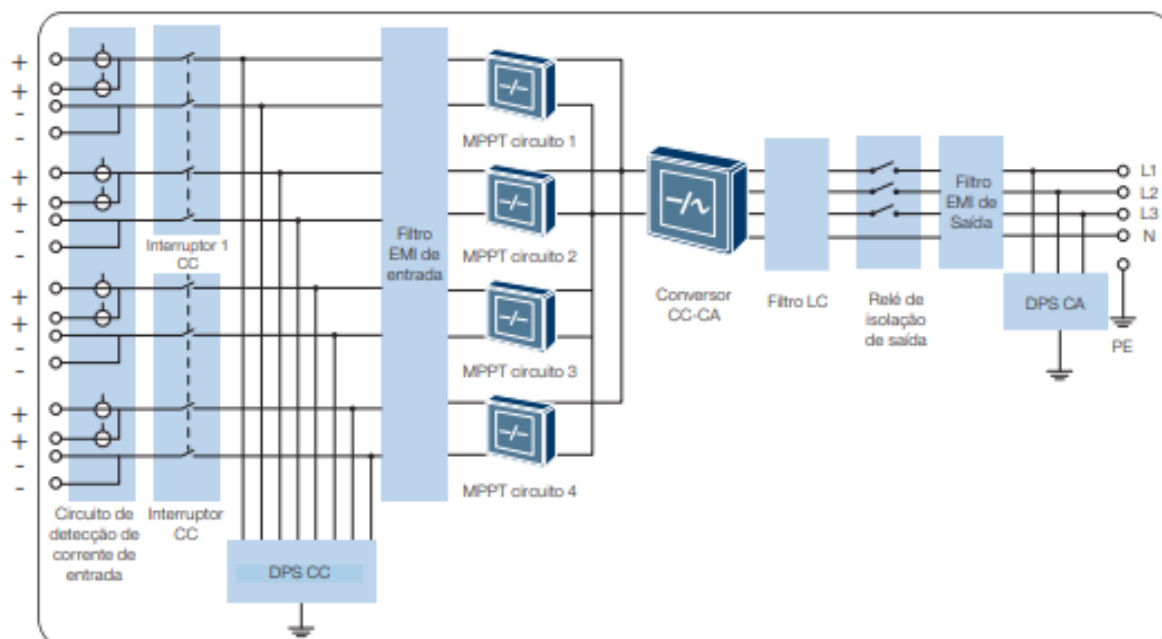 +
+
-
-
+
+
-
-
+
+
-
-
+
+
-
-
Circuito de
detecção de
corrente de
entrada
Interruptor 1
CC
Interruptor
CC
DPS CC
Filtro
EMI de
entrada
MPPT circuito 1
MPPT circuito 2
MPPT circuito 3
MPPT circuito 4
Conversor
CC-CA
Filtro LC
Relé de
isolação
de saída
Filtro
EMI de
Saída
DPS CA
L1
L2
L3
N
PE